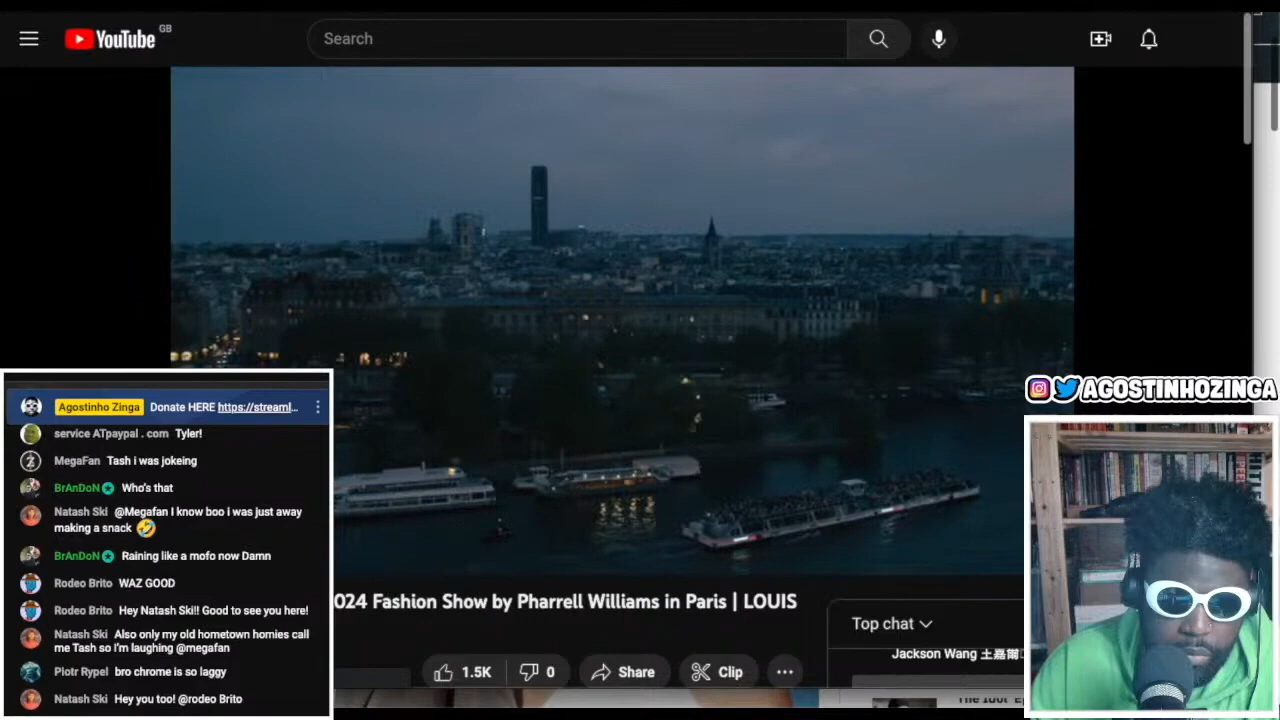 YouTube GB
Search
024 Fashion Show by Pharrell Williams in Paris | LOUIS
1.5K
0
Share
Clip
Top chat
Jackson Wang 王嘉爾
The Idol
AGOSTINHOZINGA
Agostinho Zinga Donate HERE https://streaml...
service ATpaypal . com Tyler!
MegaFan Tash i was jokeing
BrAnDoN Who's that
Natash Ski @Megafan I know boo i was just away
making a snack 🤣
BrAnDoN Raining like a mofo now Damn
Rodeo Brito WAZ GOOD
Rodeo Brito Hey Natash Ski!! Good to see you here!
Natash Ski Also only my old hometown homies call
me Tash so I'm laughing @megafan
Piotr Rypel bro chrome is so laggy
Natash Ski Hey you too! @rodeo Brito